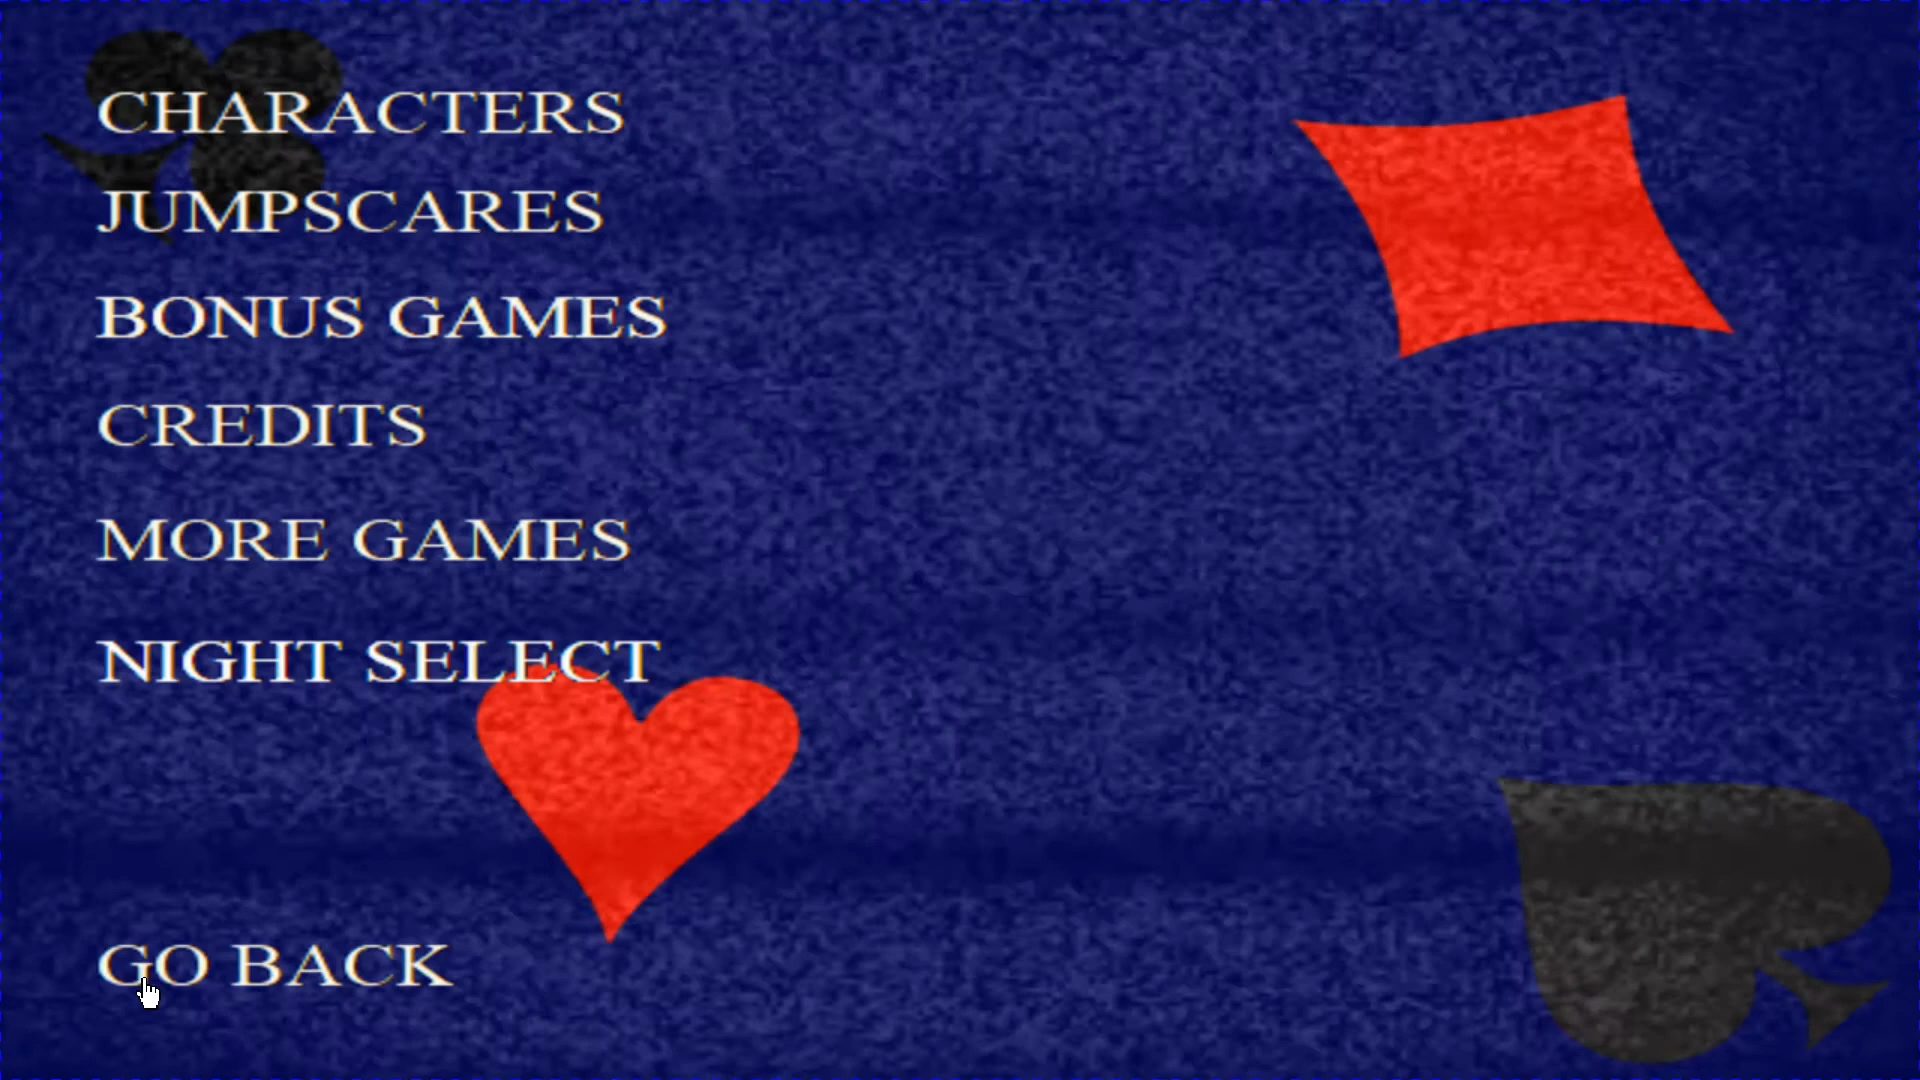 CHARACTERS
JUMPSCARES
BONUS GAMES
CREDITS
MORE GAMES
NIGHT SELECT
GO BACK